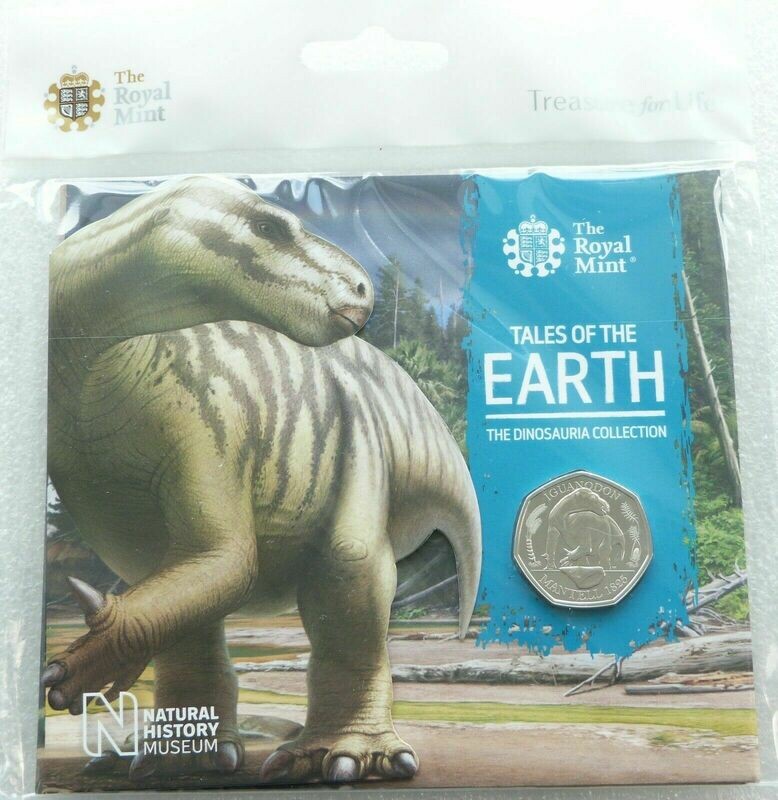 The
Royal
Mint
Treasure for Life
The
Royal
Mint®
TALES OF THE
EARTH
THE DINOSAURIA COLLECTION
IGUANODON
MANTELL 1825
N
NATURAL
HISTORY
MUSEUM